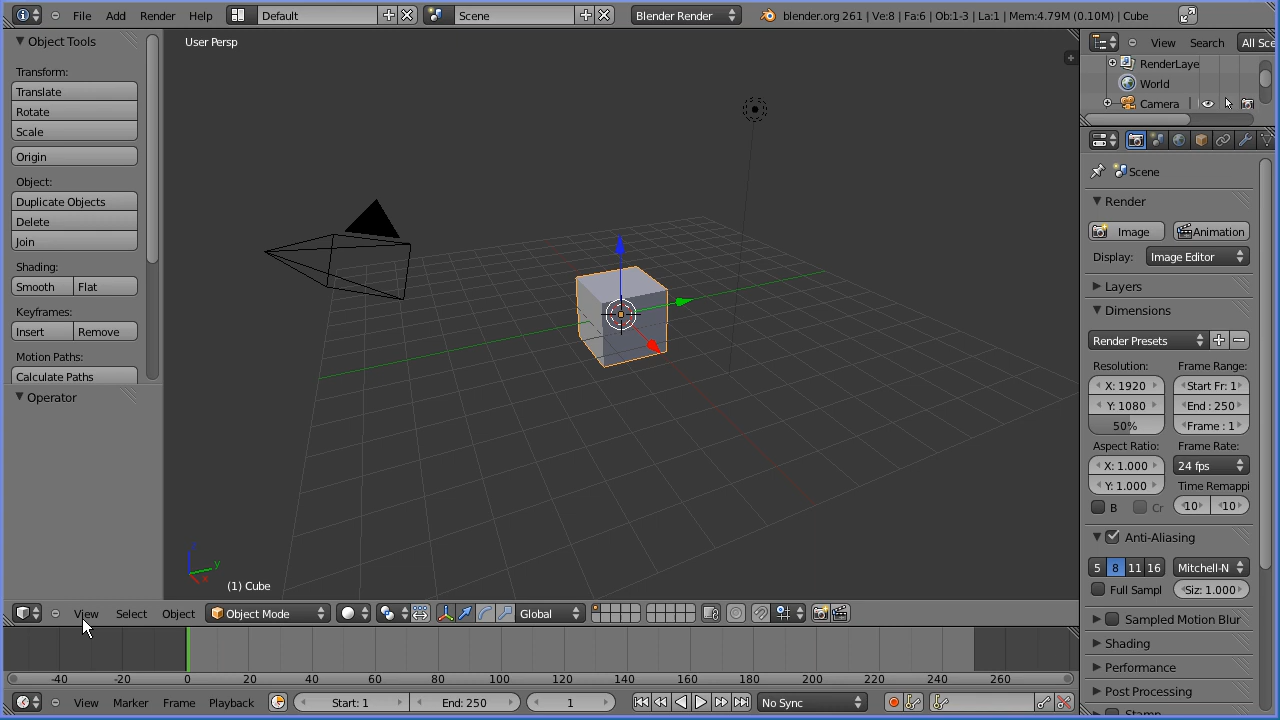 File Add Render Help Default Scene Blender Render blender.org 261 | Ve:8 | Fa:6 | Ob:1-3 | La:1 | Mem:4.79M (0.10M) | Cube
Object Tools
Transform:
Translate
Rotate
Scale
Origin
Object:
Duplicate Objects
Delete
Join
Shading:
Smooth Flat
Keyframes:
Insert Remove
Motion Paths:
Calculate Paths
Operator
User Persp
z
y
x
(1) Cube
View Select Object Object Mode Global
-40 -20 0 20 40 60 80 100 120 140 160 180 200 220 240 260
View Marker Frame Playback Start: 1 End: 250 1 No Sync
View Search All Sce
RenderLaye
World
Camera
Scene
Render
Image Animation
Display: Image Editor
Layers
Dimensions
Render Presets
Resolution: Frame Range:
X: 1920 Start Fr: 1
Y: 1080 End : 250
50% Frame : 1
Aspect Ratio: Frame Rate:
X: 1.000 24 fps
Y: 1.000 Time Remappi
B Cr 10 10
Anti-Aliasing
5 8 11 16 Mitchell-N
Full Sampl Siz: 1.000
Sampled Motion Blur
Shading
Performance
Post Processing
Stamp